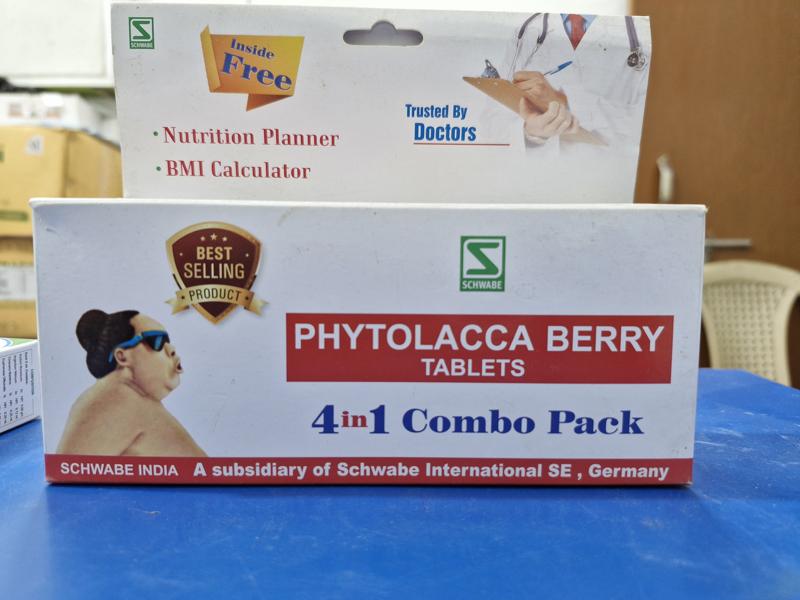 SCHWABE
Inside
Free
• Nutrition Planner
• BMI Calculator
Trusted By
Doctors
BEST
SELLING
PRODUCT
SCHWABE
PHYTOLACCA BERRY
TABLETS
4in1 Combo Pack
SCHWABE INDIA A subsidiary of Schwabe International SE , Germany